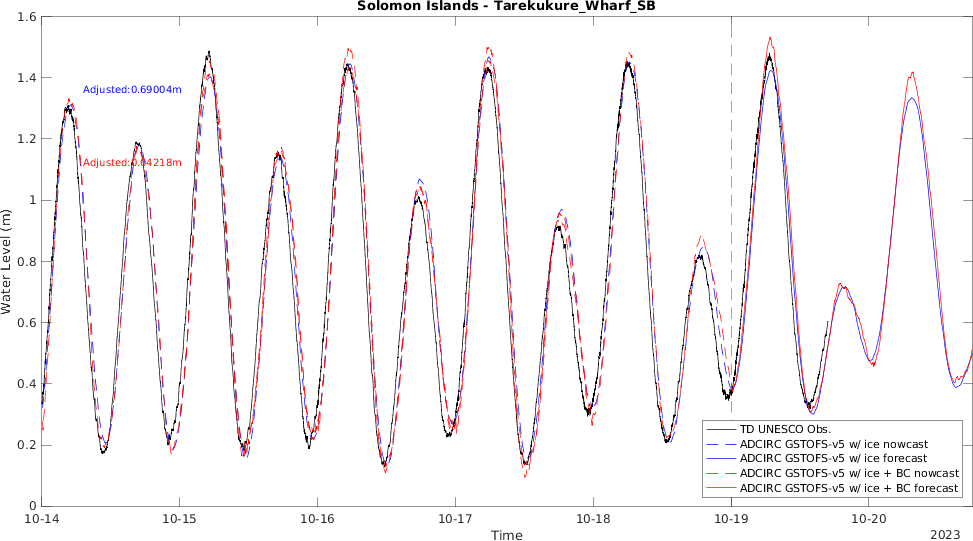 Solomon Islands - Tarekukure_Wharf_SB
Water Level (m)
1.6
1.4
1.2
1
0.8
0.6
0.4
0.2
0
Adjusted:0.69004m
Adjusted:0.04218m
TD UNESCO Obs.
ADCIRC GSTOFS-v5 w/ ice nowcast
ADCIRC GSTOFS-v5 w/ ice forecast
ADCIRC GSTOFS-v5 w/ ice + BC nowcast
ADCIRC GSTOFS-v5 w/ ice + BC forecast
10-14 10-15 10-16 10-17 10-18 10-19 10-20
Time
2023